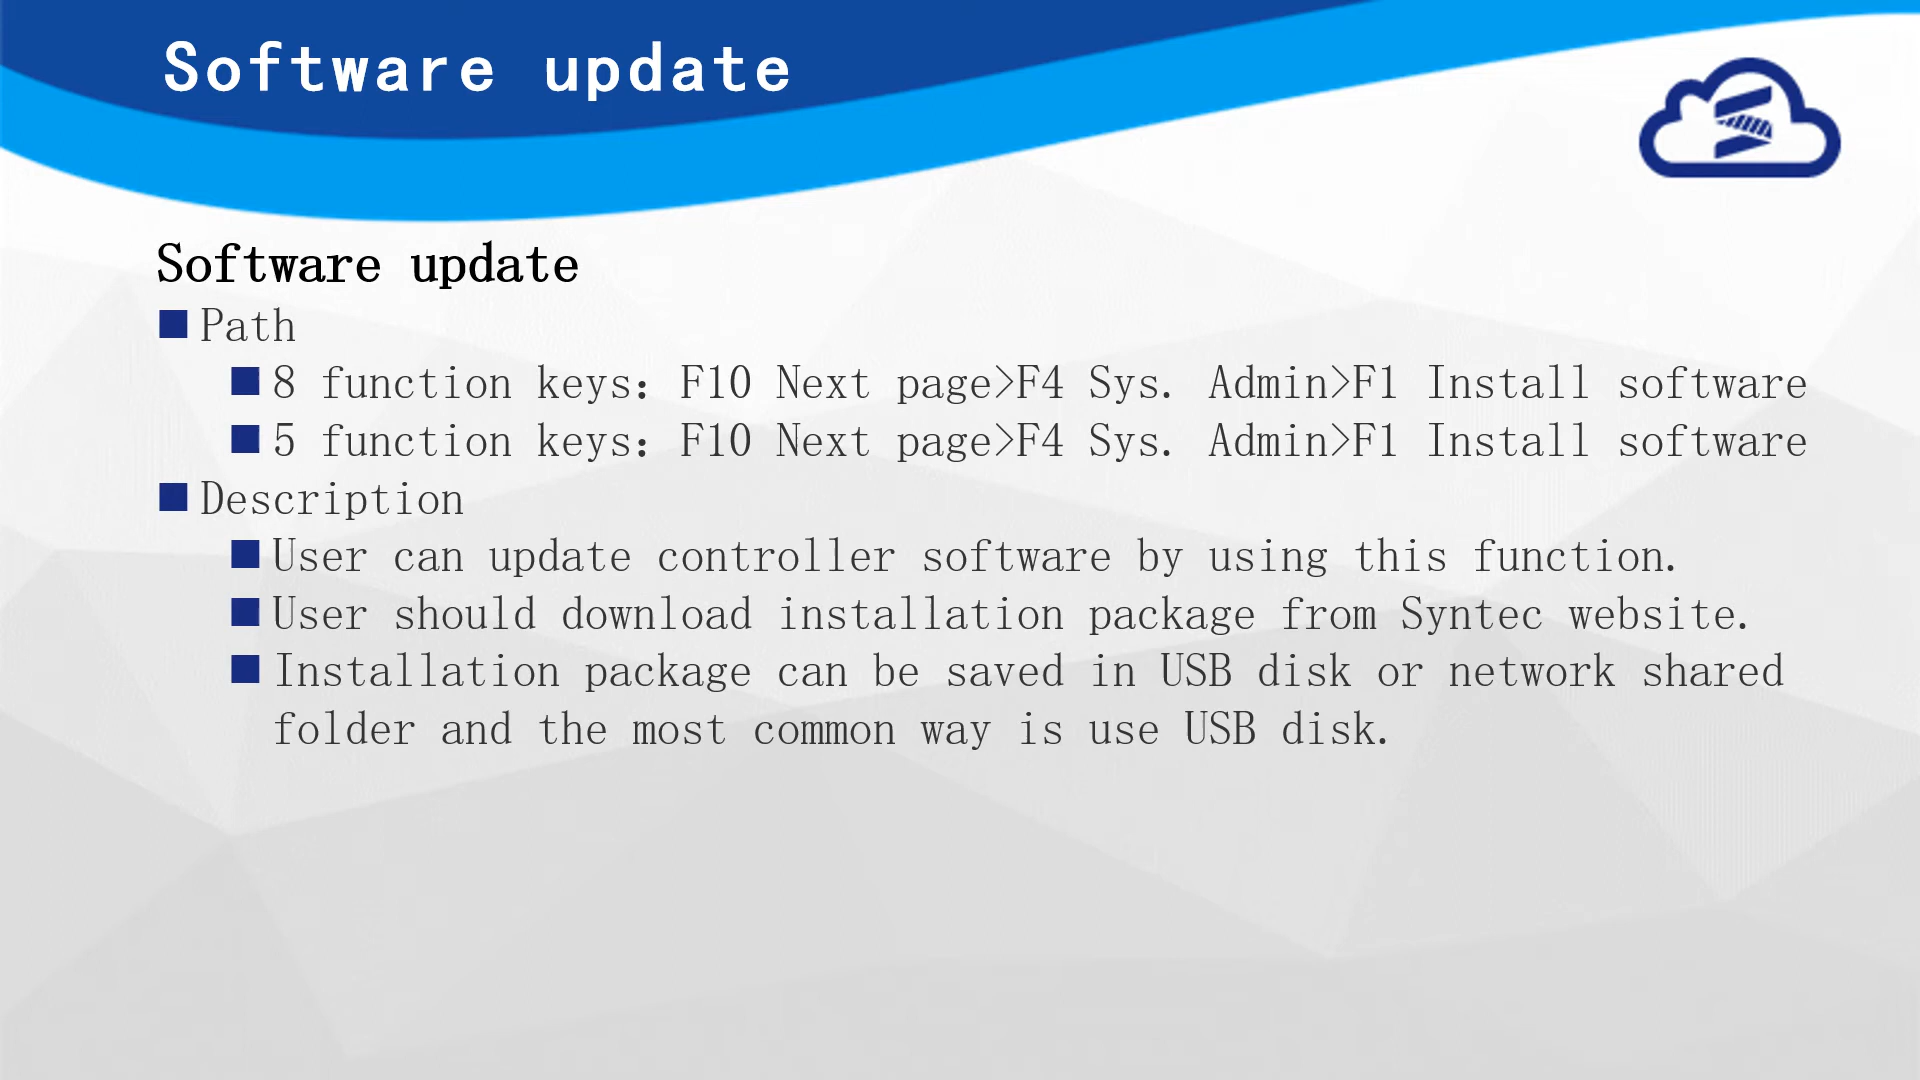 Software update
Software update
Path
8 function keys：F10 Next page>F4 Sys. Admin>F1 Install software
5 function keys：F10 Next page>F4 Sys. Admin>F1 Install software
Description
User can update controller software by using this function.
User should download installation package from Syntec website.
Installation package can be saved in USB disk or network shared
folder and the most common way is use USB disk.